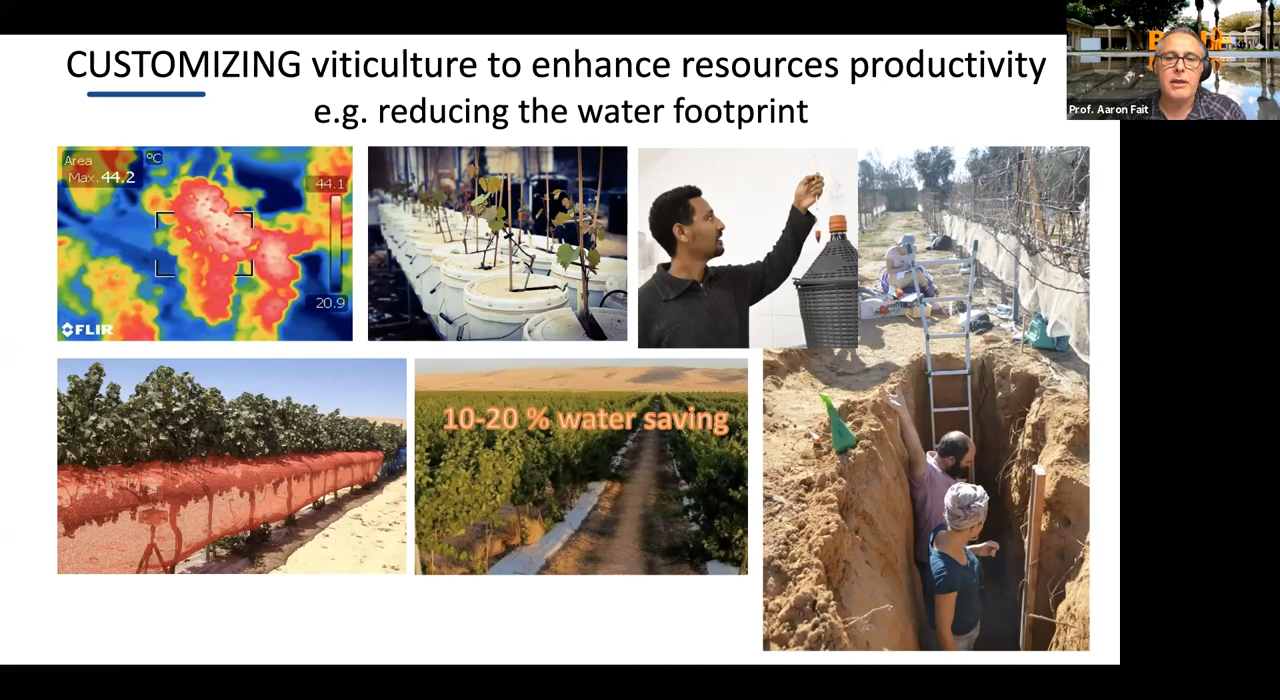 CUSTOMIZING viticulture to enhance resources productivity
e.g. reducing the water footprint
Prof. Aaron Fait
Area
°C
Max. 44.2
44.1
20.9
FLIR
10-20 % water saving